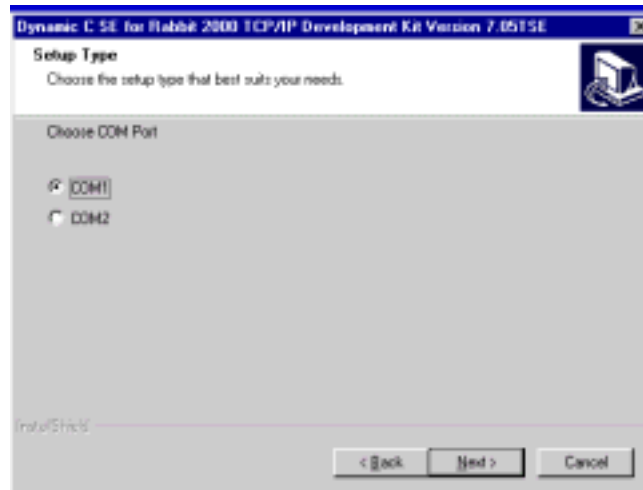 Dynamic C SE for Rabbit 2000 TCP/IP Development Kit Version 7.05TSE
Setup Type
Choose the setup type that best suits your needs.
Choose COM Port
COM1
COM2
InstallShield
< Back Next > Cancel